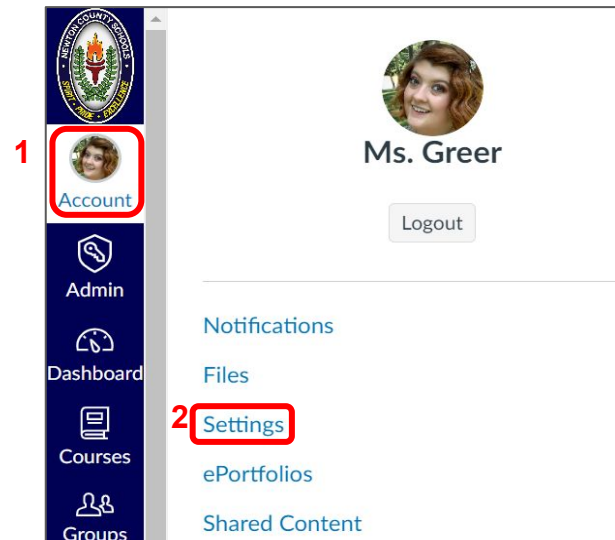 NEWTON COUNTY SCHOOLS
SPIRIT · PRIDE · EXCELLENCE
1
Account
Admin
Dashboard
Courses
Groups
Ms. Greer
Logout
Notifications
Files
2 Settings
ePortfolios
Shared Content